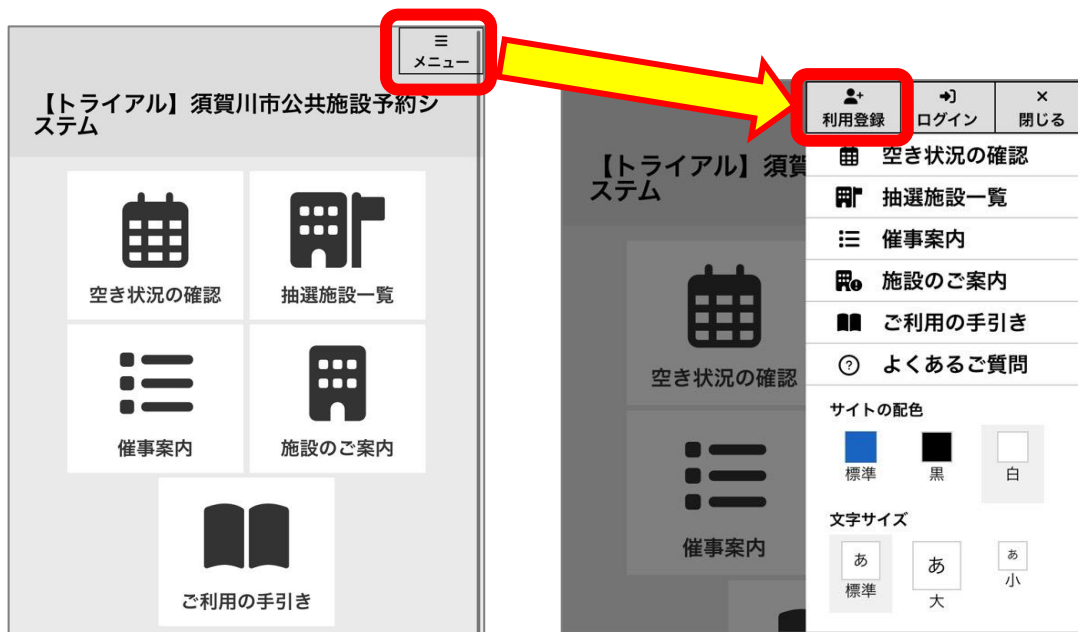 メニュー
【トライアル】須賀川市公共施設予約シ
ステム
空き状況の確認
抽選施設一覧
催事案内
施設のご案内
ご利用の手引き
利用登録
ログイン
閉じる
【トライアル】須賀
ステム
空き状況の確認
催事案内
空き状況の確認
抽選施設一覧
催事案内
施設のご案内
ご利用の手引き
よくあるご質問
サイトの配色
標準
黒
白
文字サイズ
あ
標準
あ
大
あ
小